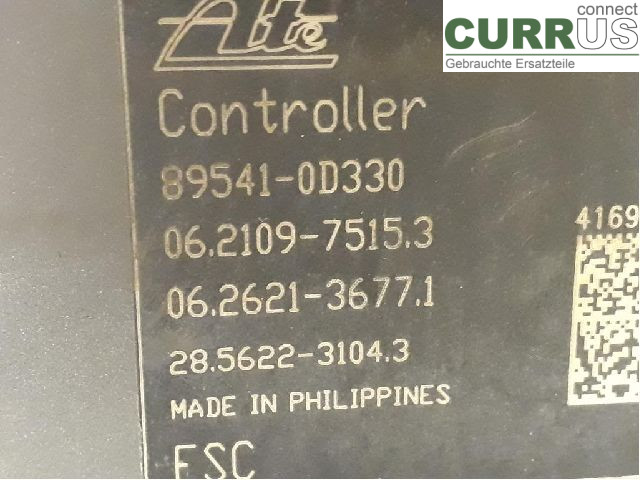 connect
CURRUS
Gebrauchte Ersatzteile
Ate
Controller
89541-0D330
06.2109-7515.3
4169
06.2621-3677.1
28.5622-3104.3
MADE IN PHILIPPINES
ESC